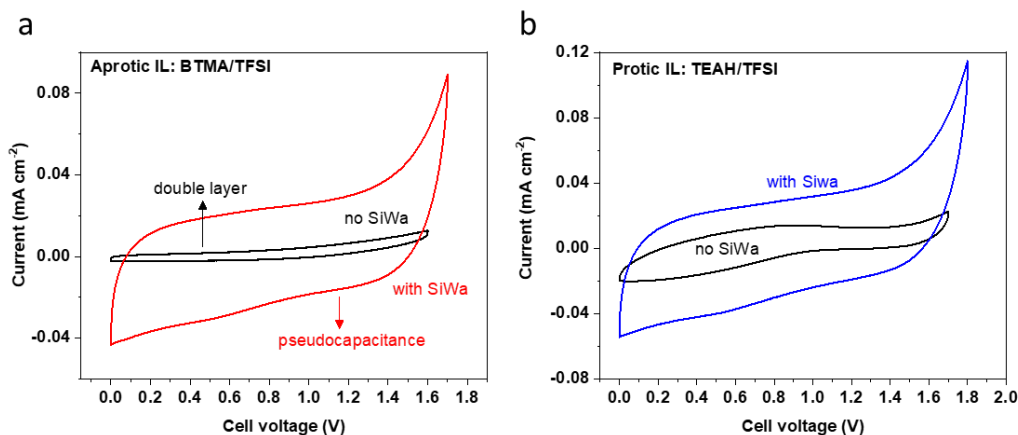 a
Aprotic IL: BTMA/TFSI
0.08
0.04
0.00
-0.04
Current (mA cm-2)
double layer
no SiWa
with SiWa
pseudocapacitance
0.0 0.2 0.4 0.6 0.8 1.0 1.2 1.4 1.6 1.8
Cell voltage (V)
b
Protic IL: TEAH/TFSI
0.12
0.08
0.04
0.00
-0.04
-0.08
Current (mA cm-2)
with Siwa
no SiWa
0.0 0.2 0.4 0.6 0.8 1.0 1.2 1.4 1.6 1.8 2.0
Cell voltage (V)